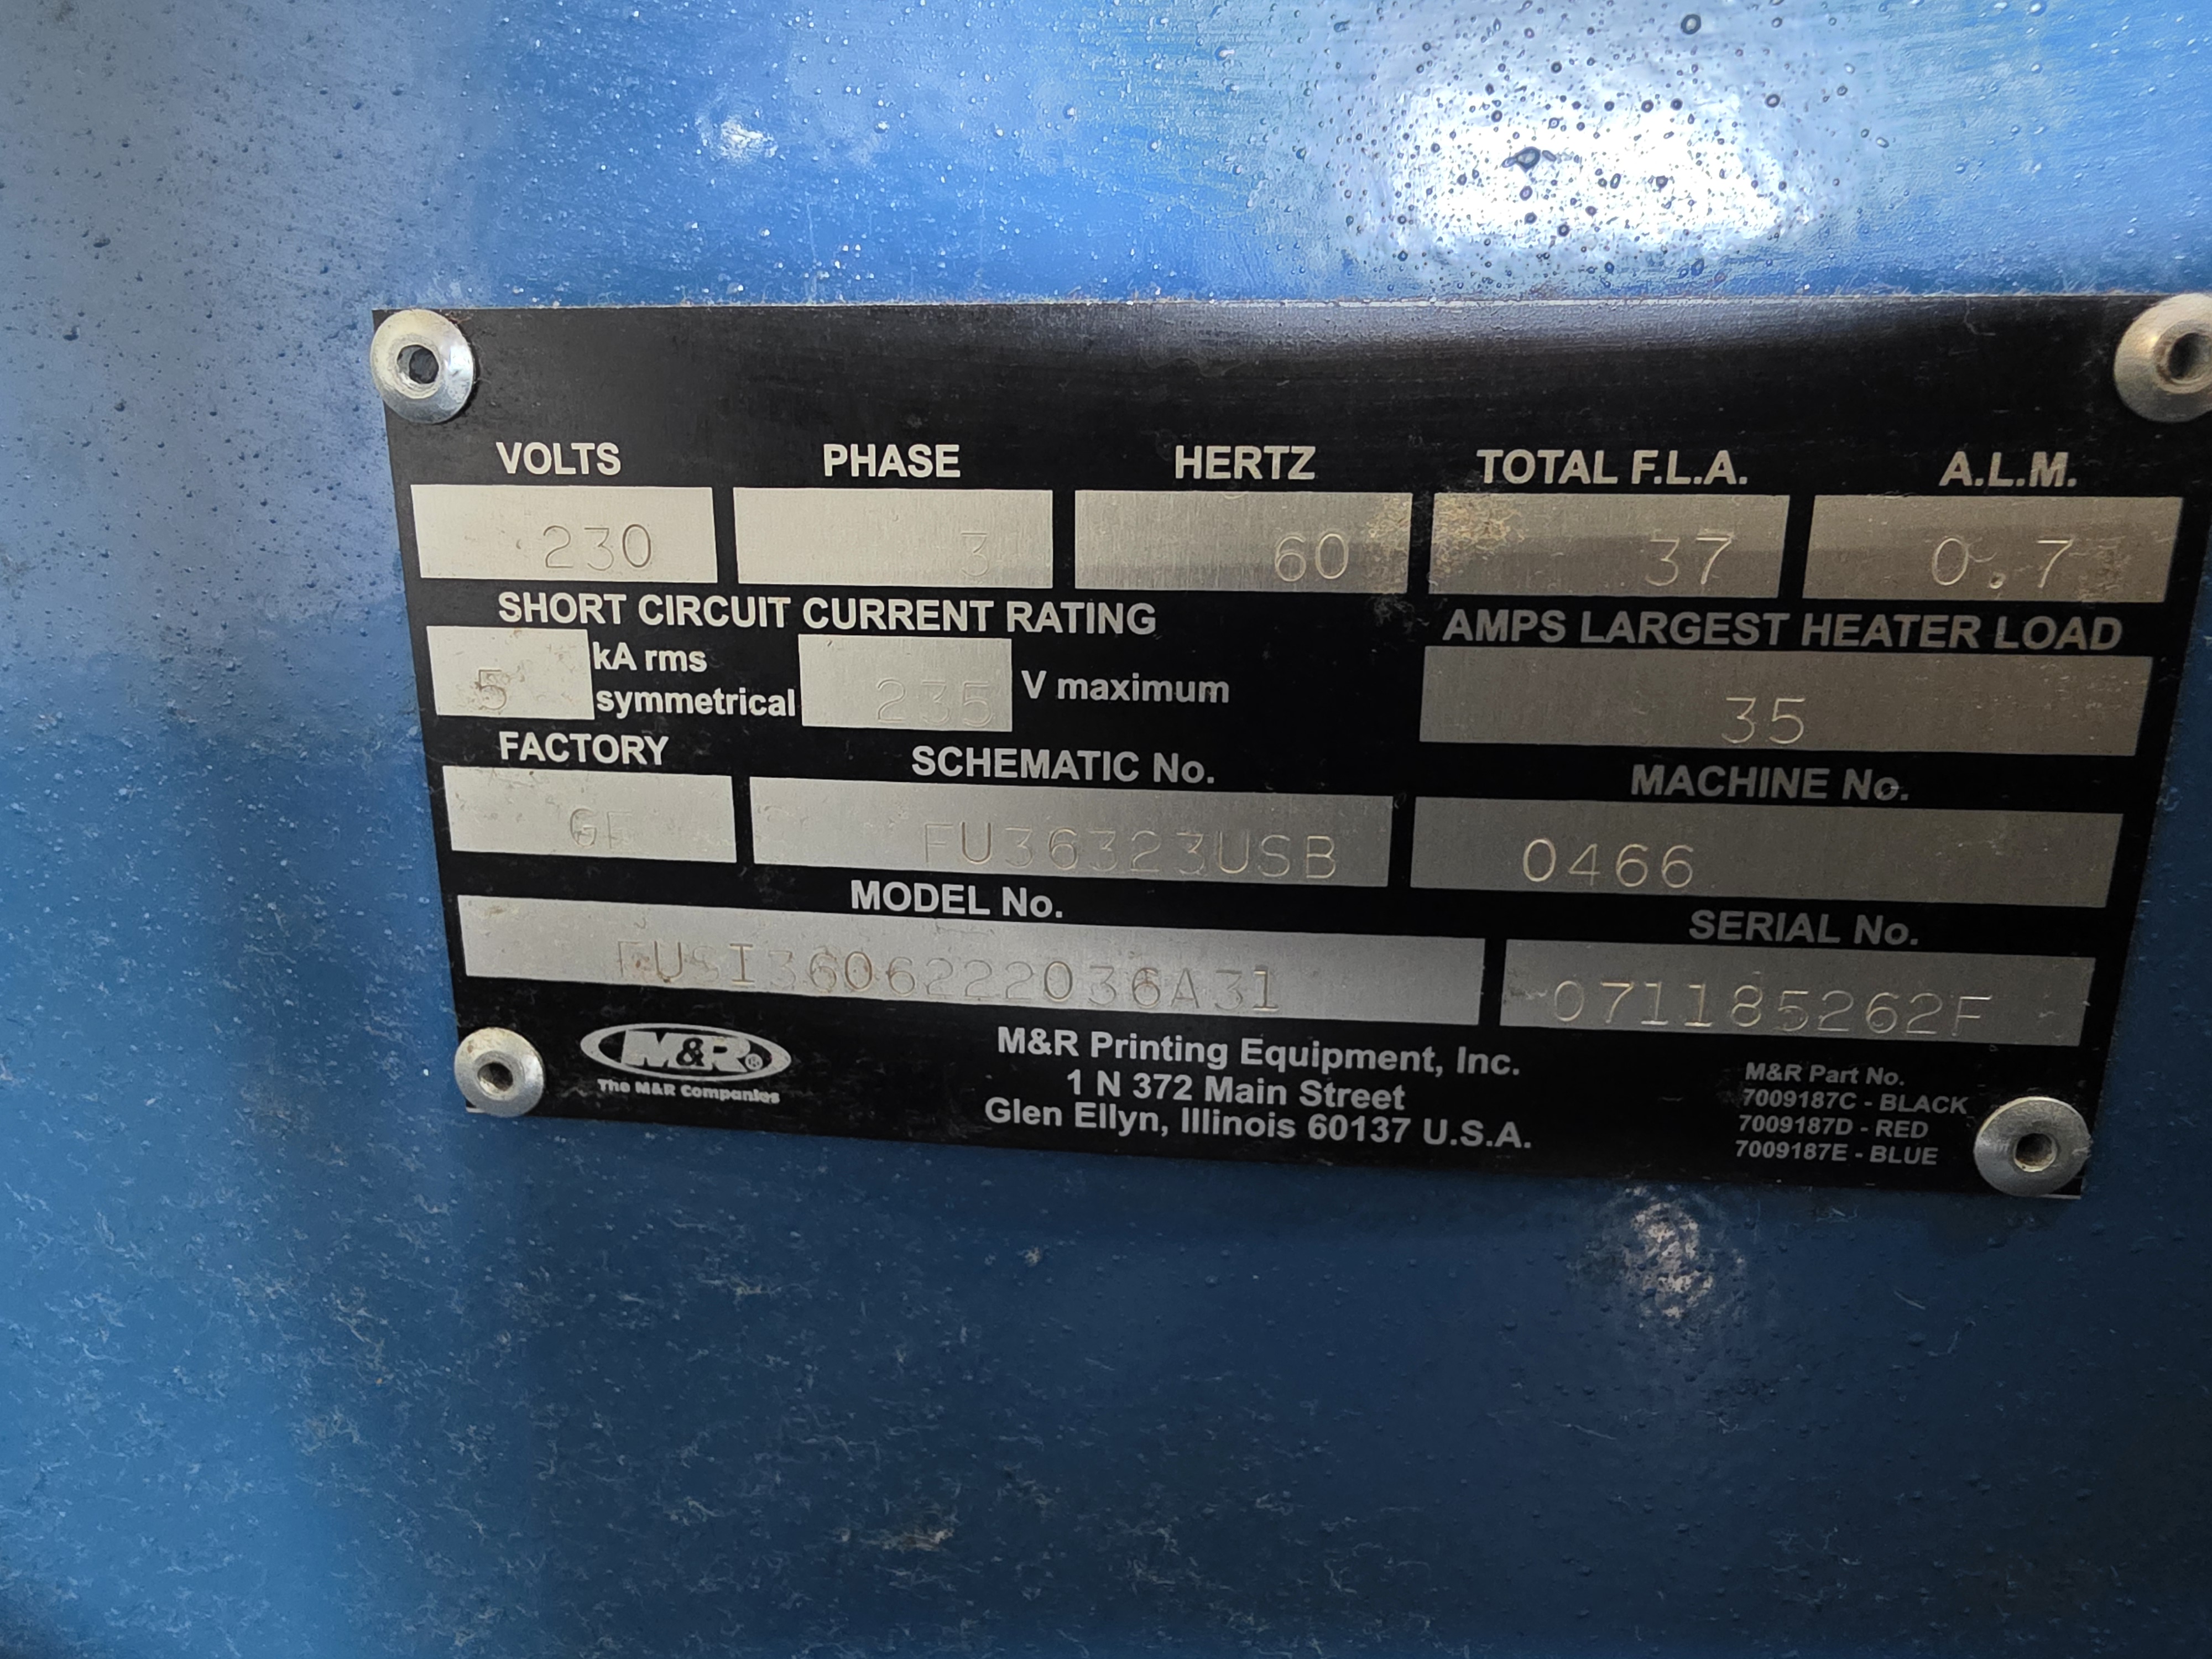 VOLTS PHASE HERTZ TOTAL F.L.A. A.L.M.
230 3 60 37 0.7
SHORT CIRCUIT CURRENT RATING AMPS LARGEST HEATER LOAD
5 kA rms symmetrical 235 V maximum 35
FACTORY SCHEMATIC No. MACHINE No.
GE FU36323USB 0466
MODEL No. SERIAL No.
FUSI3606222036A31 071185262F
M&R®
The M&R Companies
M&R Printing Equipment, Inc.
1 N 372 Main Street
Glen Ellyn, Illinois 60137 U.S.A.
M&R Part No.
7009187C - BLACK
7009187D - RED
7009187E - BLUE